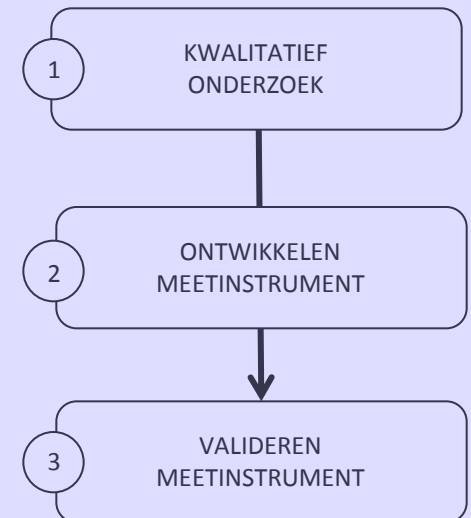 1
KWALITATIEF
ONDERZOEK
2
ONTWIKKELEN
MEETINSTRUMENT
3
VALIDEREN
MEETINSTRUMENT